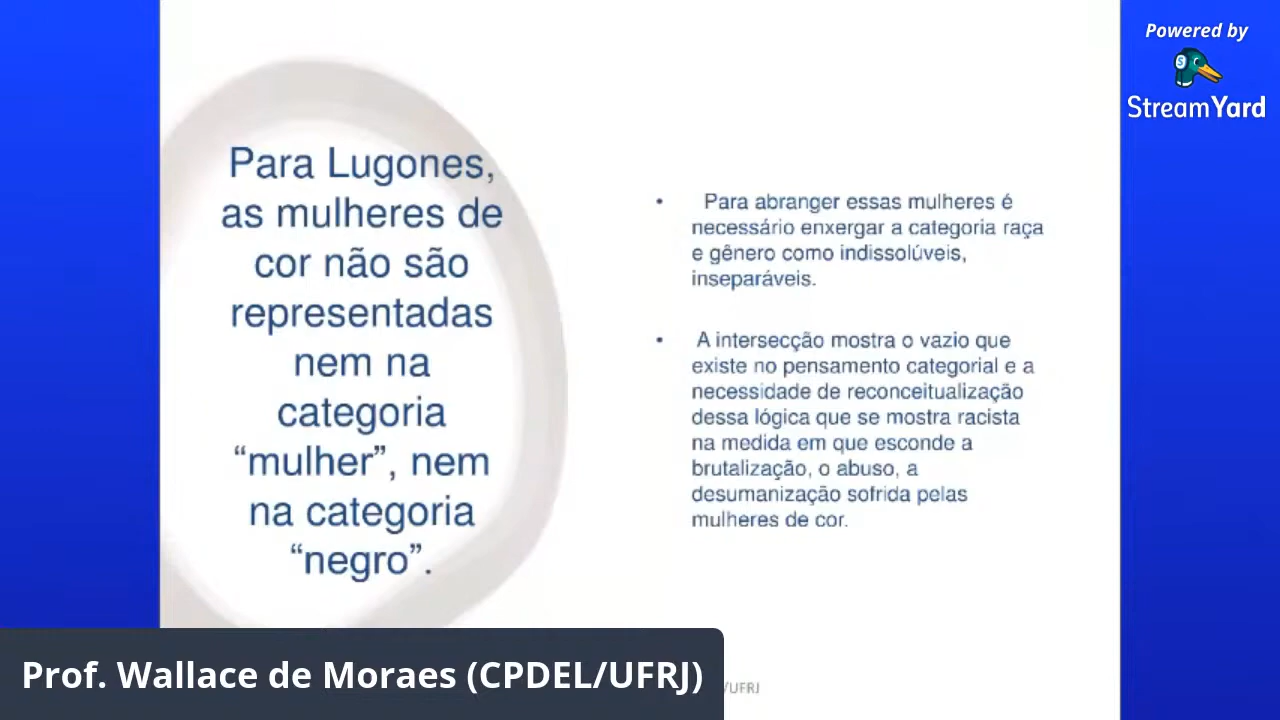 Powered by
StreamYard
Para Lugones,
as mulheres de
cor não são
representadas
nem na
categoria
“mulher”, nem
na categoria
“negro”.
• Para abranger essas mulheres é
necessário enxergar a categoria raça
e gênero como indissolúveis,
inseparáveis.
• A intersecção mostra o vazio que
existe no pensamento categorial e a
necessidade de reconceitualização
dessa lógica que se mostra racista
na medida em que esconde a
brutalização, o abuso, a
desumanização sofrida pelas
mulheres de cor.
Prof. Wallace de Moraes (CPDEL/UFRJ)
/UFRJ